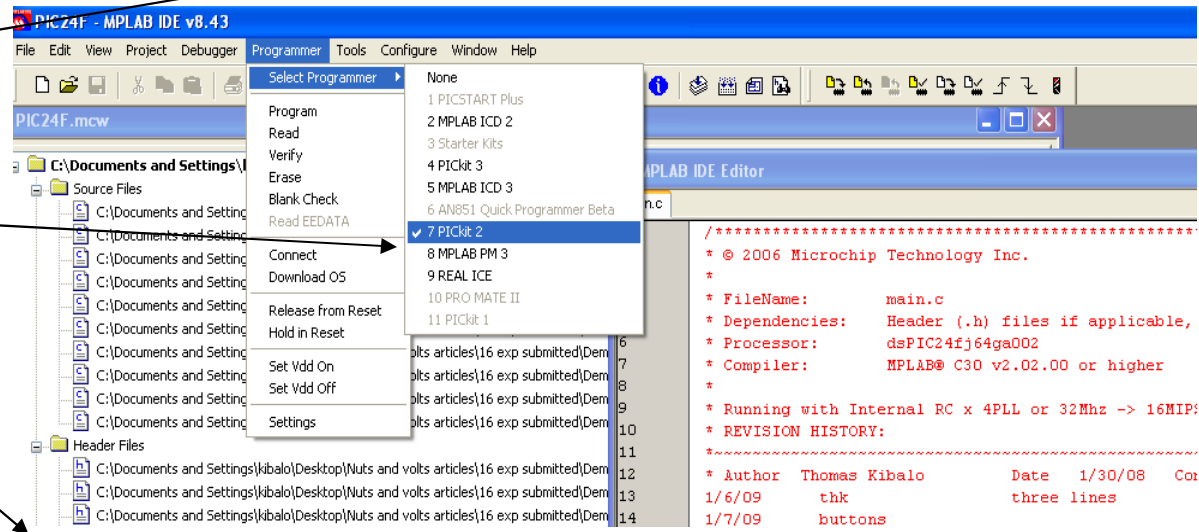 PIC24F - MPLAB IDE v8.43
File Edit View Project Debugger Programmer Tools Configure Window Help
Select Programmer
Program
Read
Verify
Erase
Blank Check
Read EEDATA
Connect
Download OS
Release from Reset
Hold in Reset
Set Vdd On
Set Vdd Off
Settings
None
1 PICSTART Plus
2 MPLAB ICD 2
3 Starter Kits
4 PICkit 3
5 MPLAB ICD 3
6 AN851 Quick Programmer Beta
7 PICkit 2
8 MPLAB PM 3
9 REAL ICE
10 PRO MATE II
11 PICkit 1
PIC24F.mcw
C:\Documents and Settings\
Source Files
C:\Documents and Setting
C:\Documents and Setting
C:\Documents and Setting
C:\Documents and Setting
C:\Documents and Setting
C:\Documents and Setting
C:\Documents and Setting olts articles\16 exp submitted\Dem
C:\Documents and Setting olts articles\16 exp submitted\Dem
C:\Documents and Setting olts articles\16 exp submitted\Dem
C:\Documents and Setting olts articles\16 exp submitted\Dem
Header Files
C:\Documents and Settings\kibalo\Desktop\Nuts and volts articles\16 exp submitted\Dem
C:\Documents and Settings\kibalo\Desktop\Nuts and volts articles\16 exp submitted\Dem
C:\Documents and Settings\kibalo\Desktop\Nuts and volts articles\16 exp submitted\Dem
MPLAB IDE Editor
n.c
/******************************************************
* © 2006 Microchip Technology Inc.
*
* FileName: main.c
* Dependencies: Header (.h) files if applicable,
6 * Processor: dsPIC24fj64ga002
7 * Compiler: MPLAB® C30 v2.02.00 or higher
8 *
9 * Running with Internal RC x 4PLL or 32Mhz -> 16MIPS
10 * REVISION HISTORY:
11 *~~~~~~~~~~~~~~~~~~~~~~~~~~~~~~~~~~~~~~~~~~~~~~~~~~~~~~
12 * Author Thomas Kibalo Date 1/30/08 Co
13 1/6/09 thk three lines
14 1/7/09 buttons